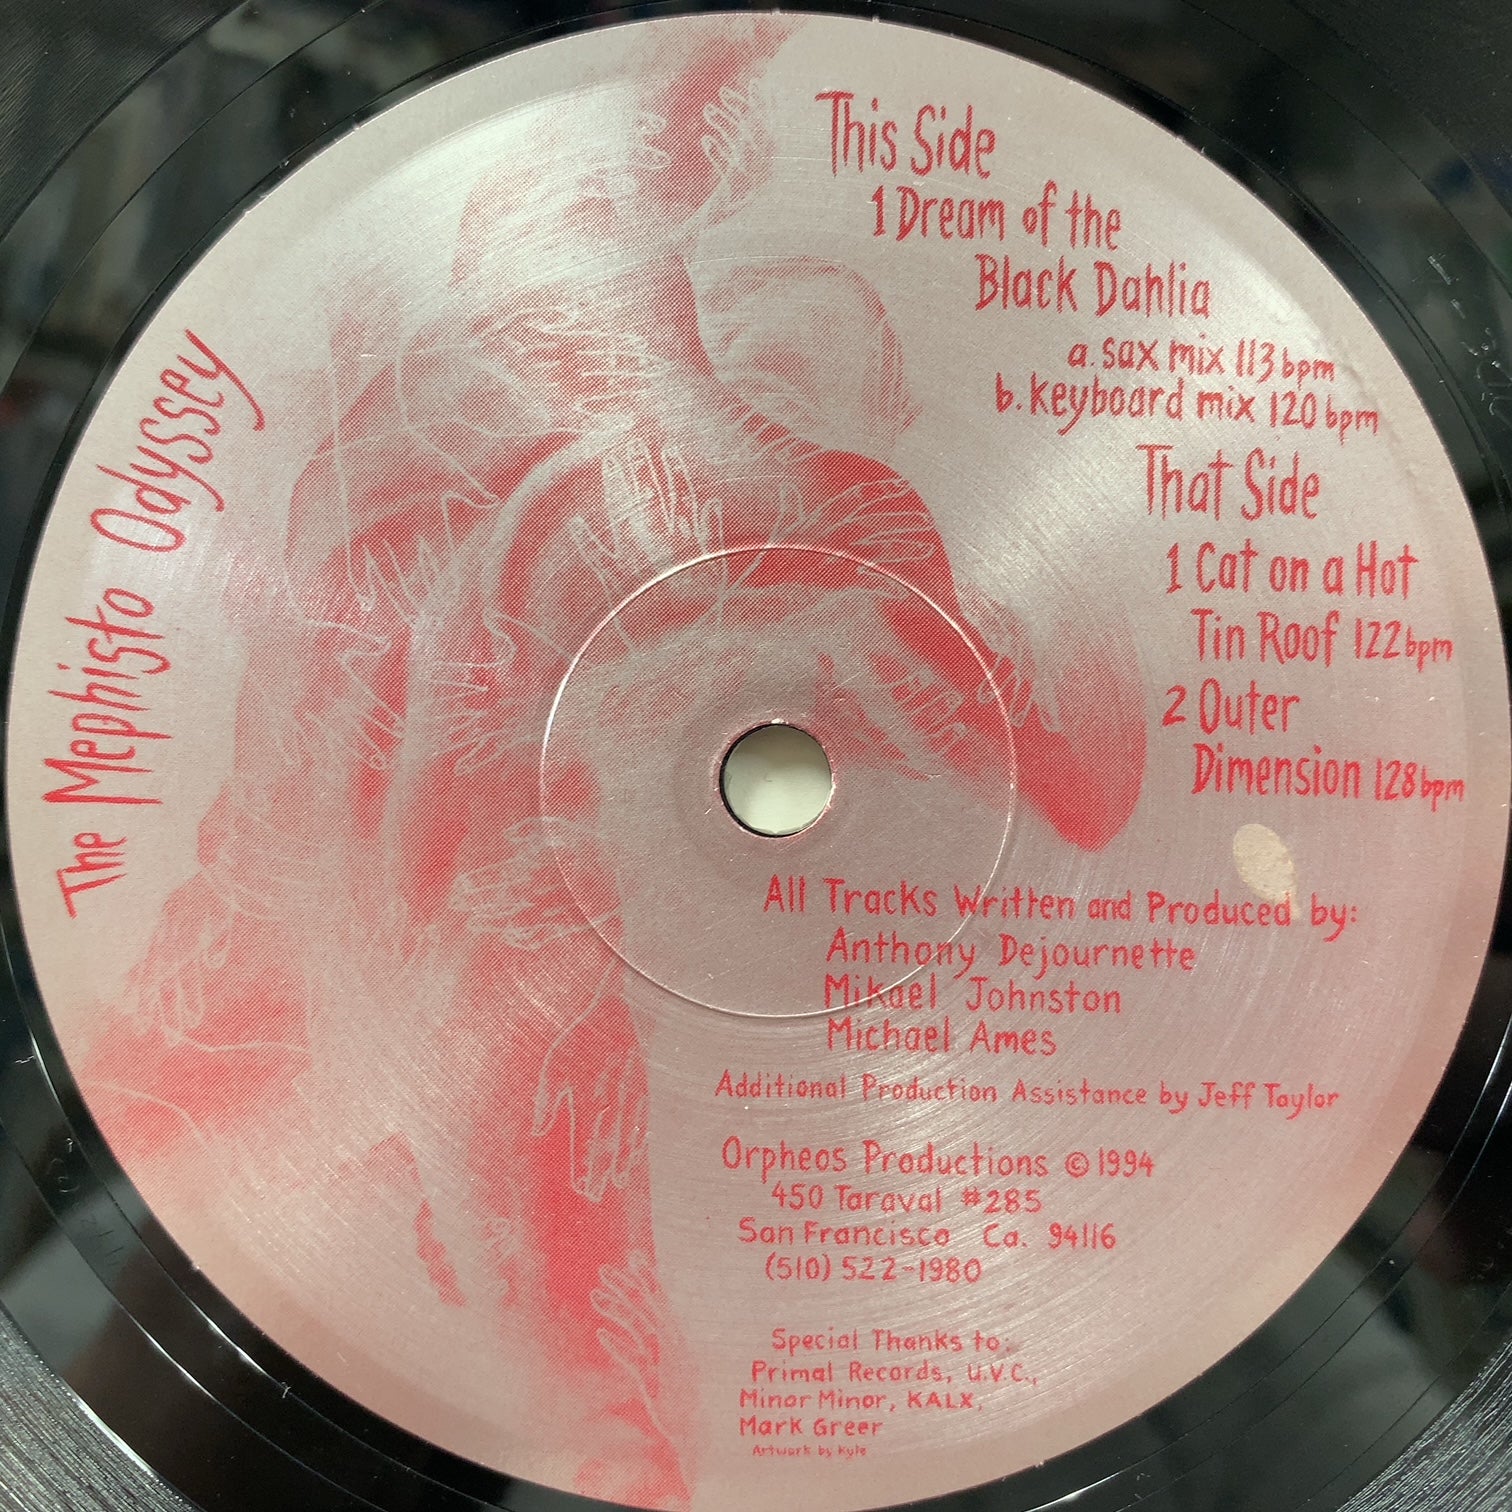 The Mephisto Odyssey
This Side
1 Dream of the
Black Dahlia
a. sax mix 113 bpm
b. keyboard mix 120 bpm
That Side
1 Cat on a Hot
Tin Roof 122 bpm
2 Outer
Dimension 128 bpm
All Tracks Written and Produced by:
Anthony Dejournette
Mikael Johnston
Michael Ames
Additional Production Assistance by Jeff Taylor
Orpheos Productions © 1994
450 Taraval #285
San Francisco Ca. 94116
(510) 522-1980
Special Thanks to:
Primal Records, U.V.C.,
Minor Minor, KALX,
Mark Greer
Artwork by Kyle